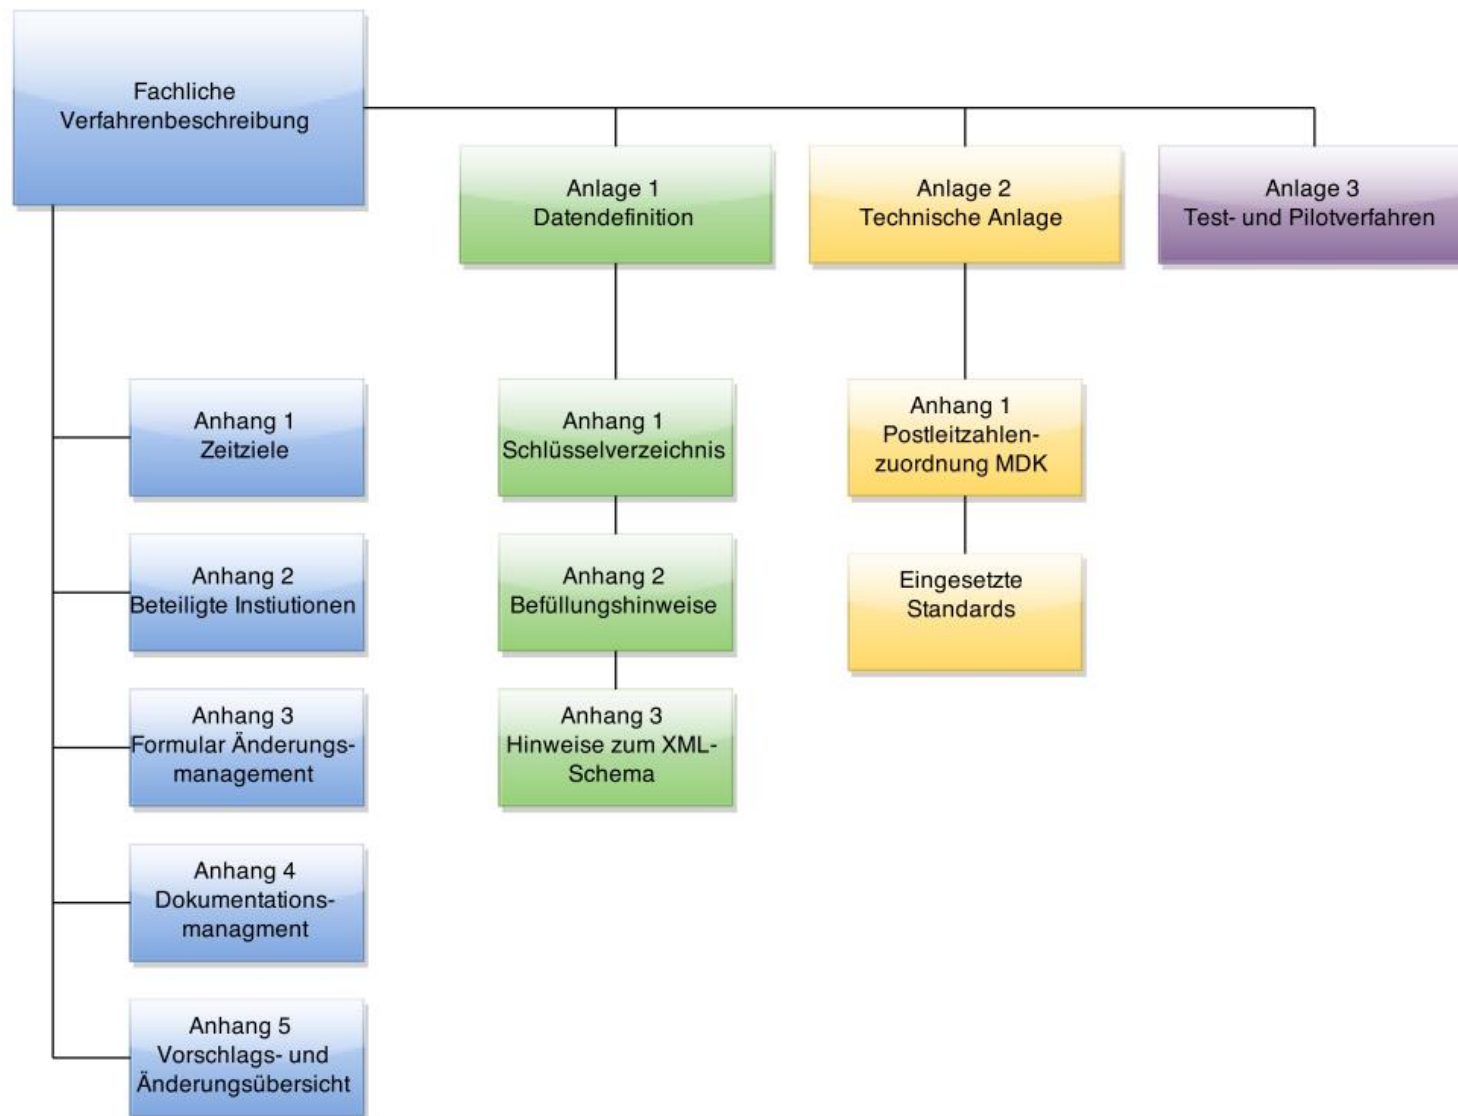 Fachliche
Verfahrenbeschreibung
Anlage 1
Datendefinition
Anlage 2
Technische Anlage
Anlage 3
Test- und Pilotverfahren
Anhang 1
Zeitziele
Anhang 2
Beteiligte Instiutionen
Anhang 3
Formular Änderungs-
management
Anhang 4
Dokumentations-
managment
Anhang 5
Vorschlags- und
Änderungsübersicht
Anhang 1
Schlüsselverzeichnis
Anhang 2
Befüllungshinweise
Anhang 3
Hinweise zum XML-
Schema
Anhang 1
Postleitzahlen-
zuordnung MDK
Eingesetzte
Standards